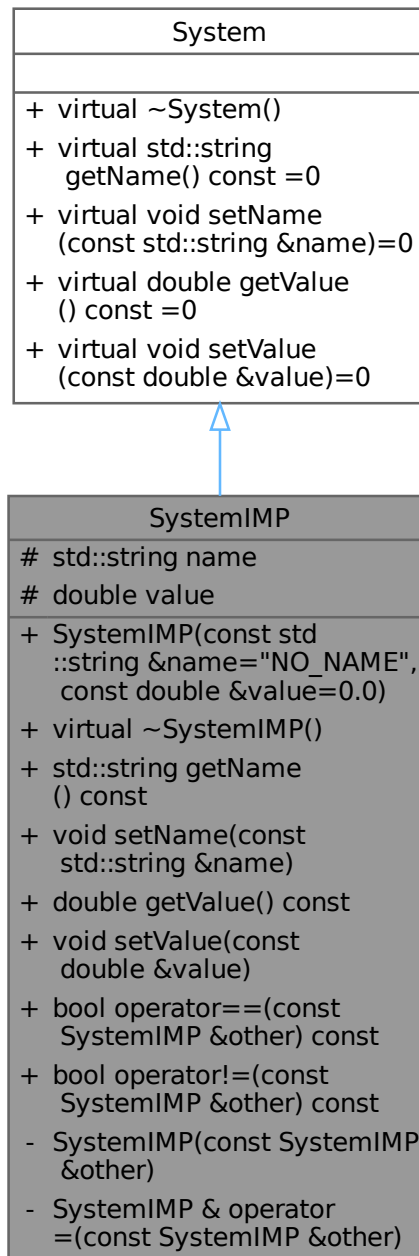 System
+ virtual ~System()
+ virtual std::string
getName() const =0
+ virtual void setName
(const std::string &name)=0
+ virtual double getValue
() const =0
+ virtual void setValue
(const double &value)=0
SystemIMP
# std::string name
# double value
+ SystemIMP(const std
::string &name="NO_NAME",
const double &value=0.0)
+ virtual ~SystemIMP()
+ std::string getName
() const
+ void setName(const
std::string &name)
+ double getValue() const
+ void setValue(const
double &value)
+ bool operator==(const
SystemIMP &other) const
+ bool operator!=(const
SystemIMP &other) const
- SystemIMP(const SystemIMP
&other)
- SystemIMP & operator
=(const SystemIMP &other)